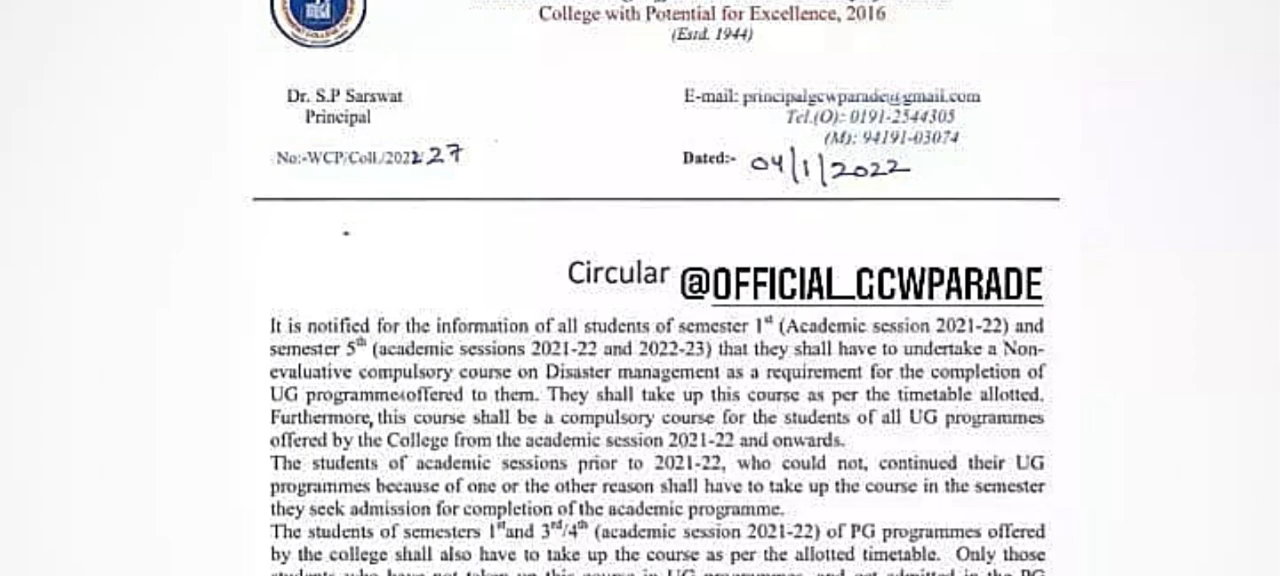 College with Potential for Excellence, 2016
(Estd. 1944)
Dr. S.P Sarswat
Principal
E-mail: principalgcwparade@gmail.com
Tel.(O): 0191-2544305
(M): 94191-03074
No:-WCP/Coll./2022/27
Dated:- 04/1/2022
Circular @OFFICIAL_GCWPARADE
It is notified for the information of all students of semester 1st (Academic session 2021-22) and
semester 5th (academic sessions 2021-22 and 2022-23) that they shall have to undertake a Non-
evaluative compulsory course on Disaster management as a requirement for the completion of
UG programme offered to them. They shall take up this course as per the timetable allotted.
Furthermore, this course shall be a compulsory course for the students of all UG programmes
offered by the College from the academic session 2021-22 and onwards.
The students of academic sessions prior to 2021-22, who could not, continued their UG
programmes because of one or the other reason shall have to take up the course in the semester
they seek admission for completion of the academic programme.
The students of semesters 1st and 3rd/4th (academic session 2021-22) of PG programmes offered
by the college shall also have to take up the course as per the allotted timetable. Only those